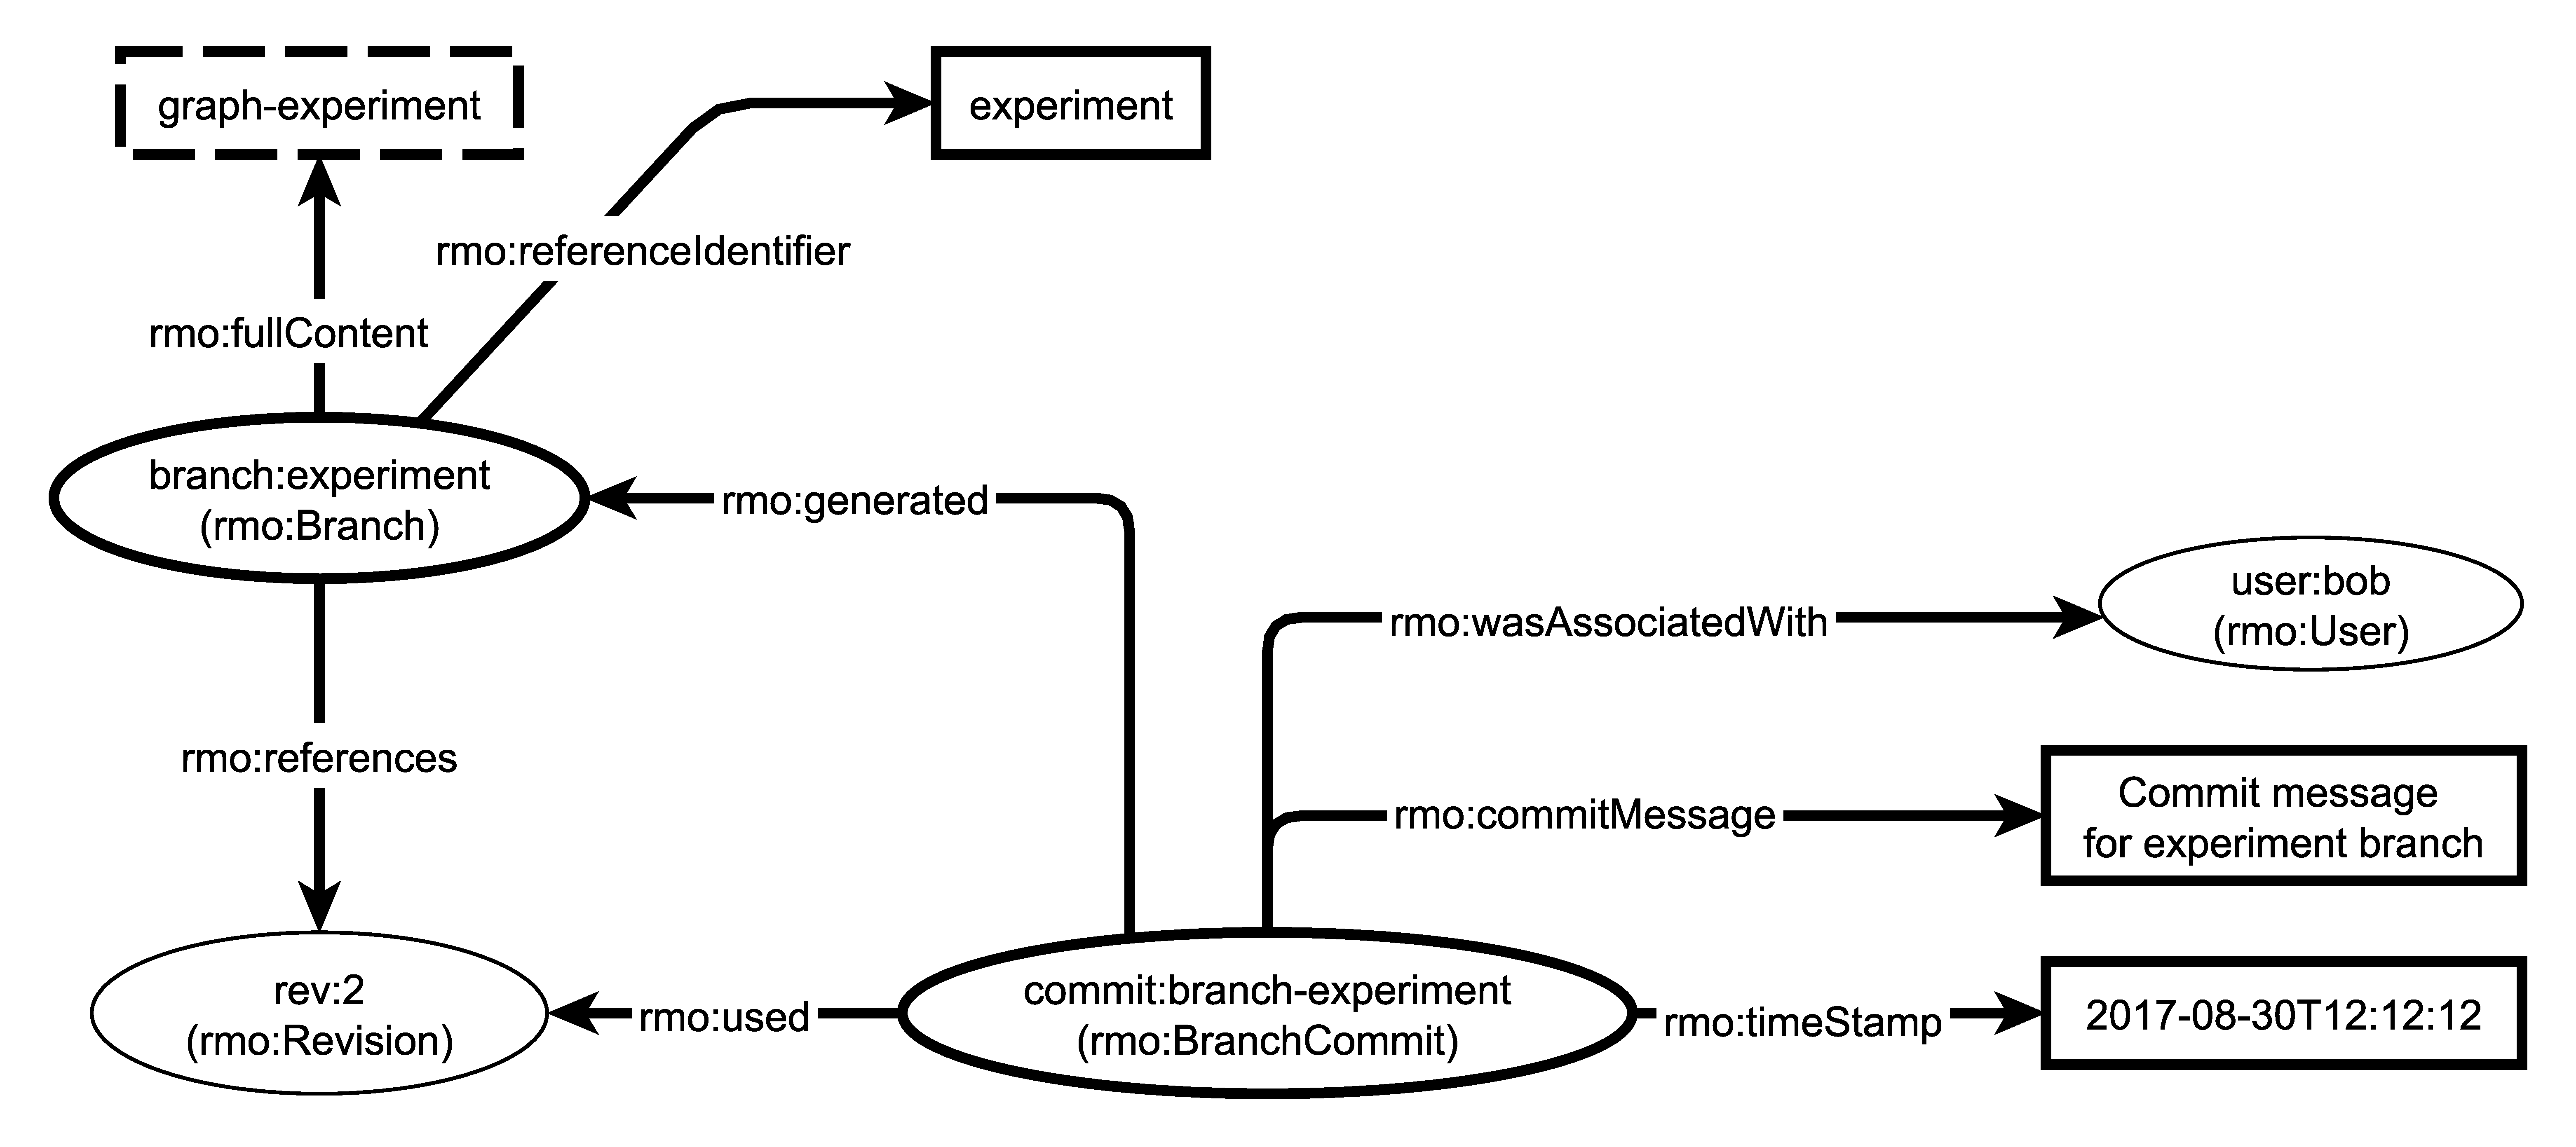 graph-experiment
experiment
rmo:referenceIdentifier
rmo:fullContent
branch:experiment
(rmo:Branch)
rmo:generated
user:bob
(rmo:User)
rmo:wasAssociatedWith
rmo:references
Commit message
for experiment branch
rmo:commitMessage
rev:2
(rmo:Revision)
rmo:used
commit:branch-experiment
(rmo:BranchCommit)
rmo:timeStamp
2017-08-30T12:12:12